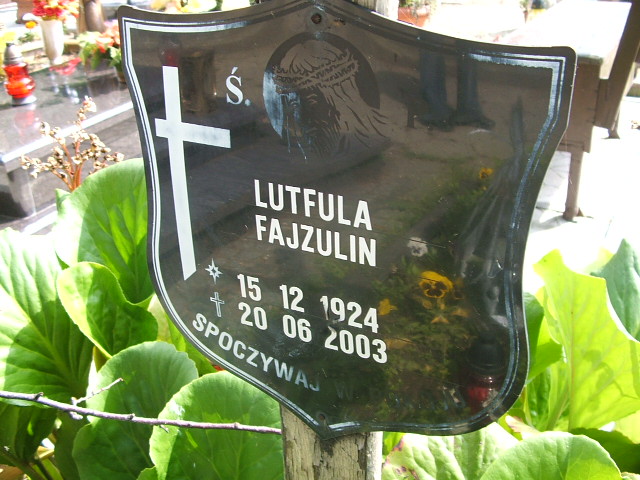 Ś.
LUTFULA
FAJZULIN
15 12 1924
20 06 2003
SPOCZYWAJ W